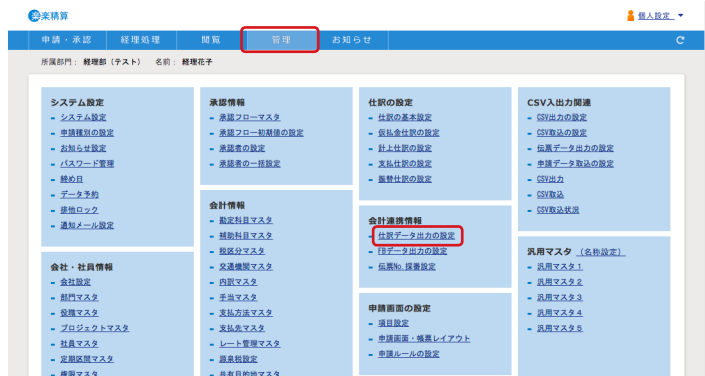 楽楽精算
個人設定
申請・承認 経理処理 閲覧 管理 お知らせ
所属部門： 経理部（テスト） 名前： 経理花子
システム設定
システム設定
申請種別の設定
お知らせ設定
パスワード管理
締め日
データ予約
排他ロック
通知メール設定
会社・社員情報
会社設定
部門マスタ
役職マスタ
プロジェクトマスタ
社員マスタ
定期区間マスタ
権限マスタ
承認情報
承認フローマスタ
承認フロー初期値の設定
承認者の設定
承認者の一括設定
会計情報
勘定科目マスタ
補助科目マスタ
税区分マスタ
交通機関マスタ
内訳マスタ
手当マスタ
支払方法マスタ
支払先マスタ
レート管理マスタ
源泉税設定
共有目的地マスタ
仕訳の設定
仕訳の基本設定
仮払金仕訳の設定
計上仕訳の設定
支払仕訳の設定
振替仕訳の設定
会計連携情報
仕訳データ出力の設定
FBデータ出力の設定
伝票No.採番設定
申請画面の設定
項目設定
申請画面・帳票レイアウト
申請ルールの設定
CSV入出力関連
CSV出力の設定
CSV取込の設定
伝票データ出力の設定
申請データ取込の設定
CSV出力
CSV取込
CSV取込状況
汎用マスタ （名称設定）
汎用マスタ１
汎用マスタ２
汎用マスタ３
汎用マスタ４
汎用マスタ５